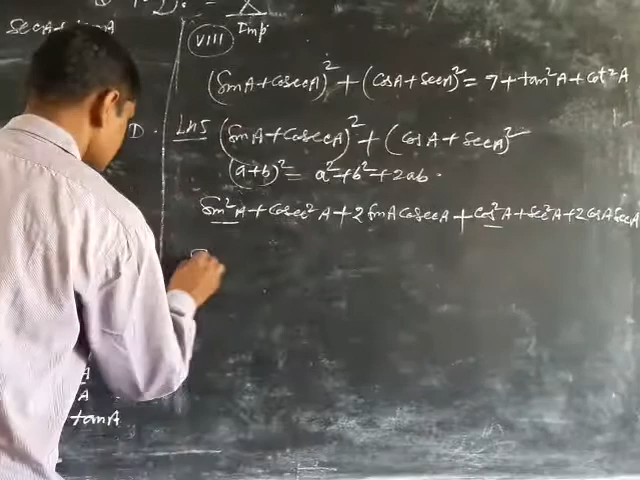 (VIII) Imp
(SinA+CosecA)² + (CosA+SecA)² = 7+tan²A+Cot²A
D. LHS (SinA+CosecA)² + (CosA+SecA)²
(a+b)² = a²+b²+2ab.
Sin²A + Cosec²A + 2 SinA CosecA + Cos²A + Sec²A + 2 CosA SecA
A
A
tanA